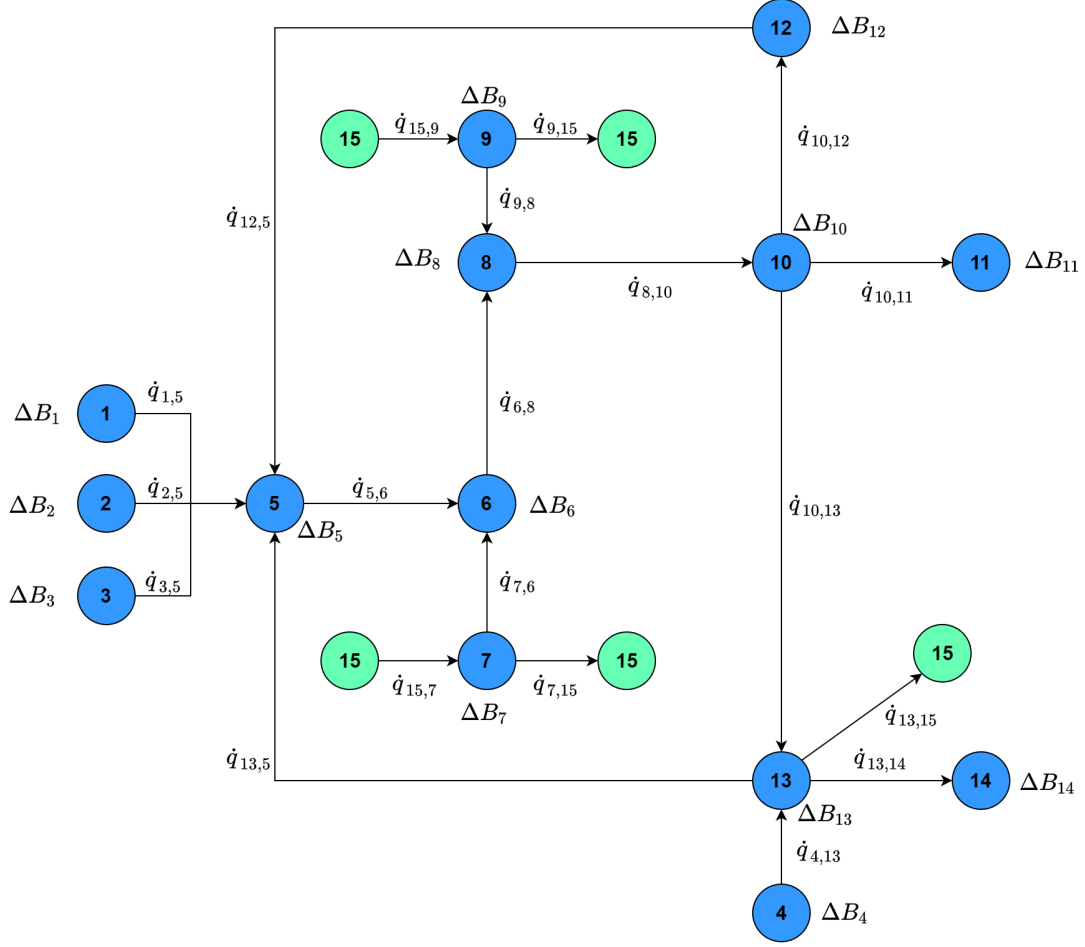 12 ΔB₁₂
ΔB₉
15 q̇₁₅,₉ 9 q̇₉,₁₅ 15
q̇₁₀,₁₂
q̇₁₂,₅
q̇₉,₈
ΔB₁₀
ΔB₈ 8 10 11 ΔB₁₁
q̇₈,₁₀ q̇₁₀,₁₁
q̇₁,₅
ΔB₁ 1
q̇₆,₈
q̇₂,₅ q̇₅,₆
ΔB₂ 2 5 6 ΔB₆
q̇₁₀,₁₃
ΔB₅
q̇₃,₅
ΔB₃ 3
q̇₇,₆
15 7 15 15
q̇₁₅,₇ q̇₇,₁₅
ΔB₇
q̇₁₃,₁₅
q̇₁₃,₅ q̇₁₃,₁₄
13 14 ΔB₁₄
ΔB₁₃
q̇₄,₁₃
4 ΔB₄